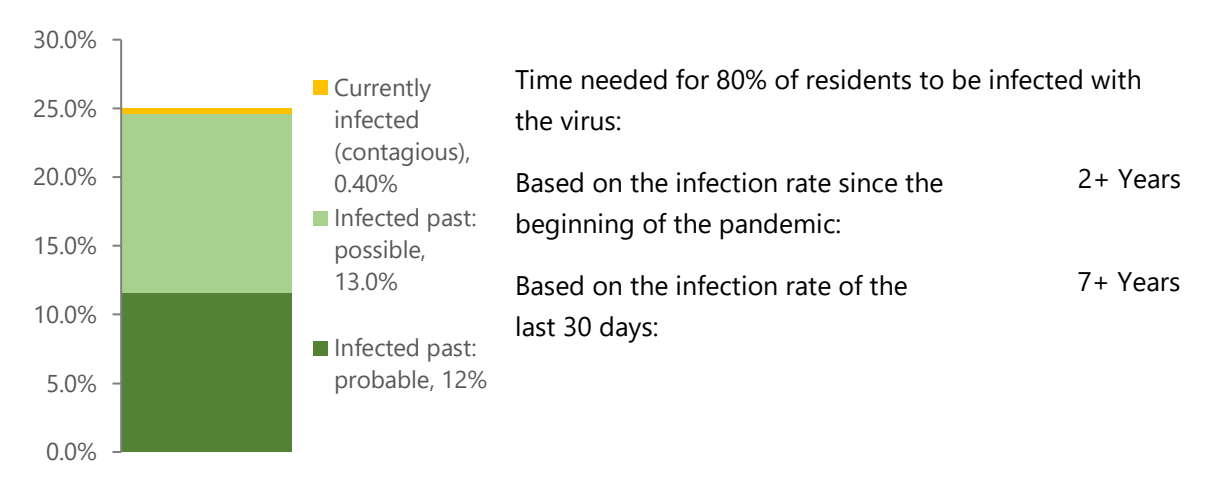 30.0%
25.0%
20.0%
15.0%
10.0%
5.0%
0.0%
Currently
infected
(contagious),
0.40%
Infected past:
possible,
13.0%
Infected past:
probable, 12%
Time needed for 80% of residents to be infected with
the virus:
Based on the infection rate since the 2+ Years
beginning of the pandemic:
Based on the infection rate of the 7+ Years
last 30 days: